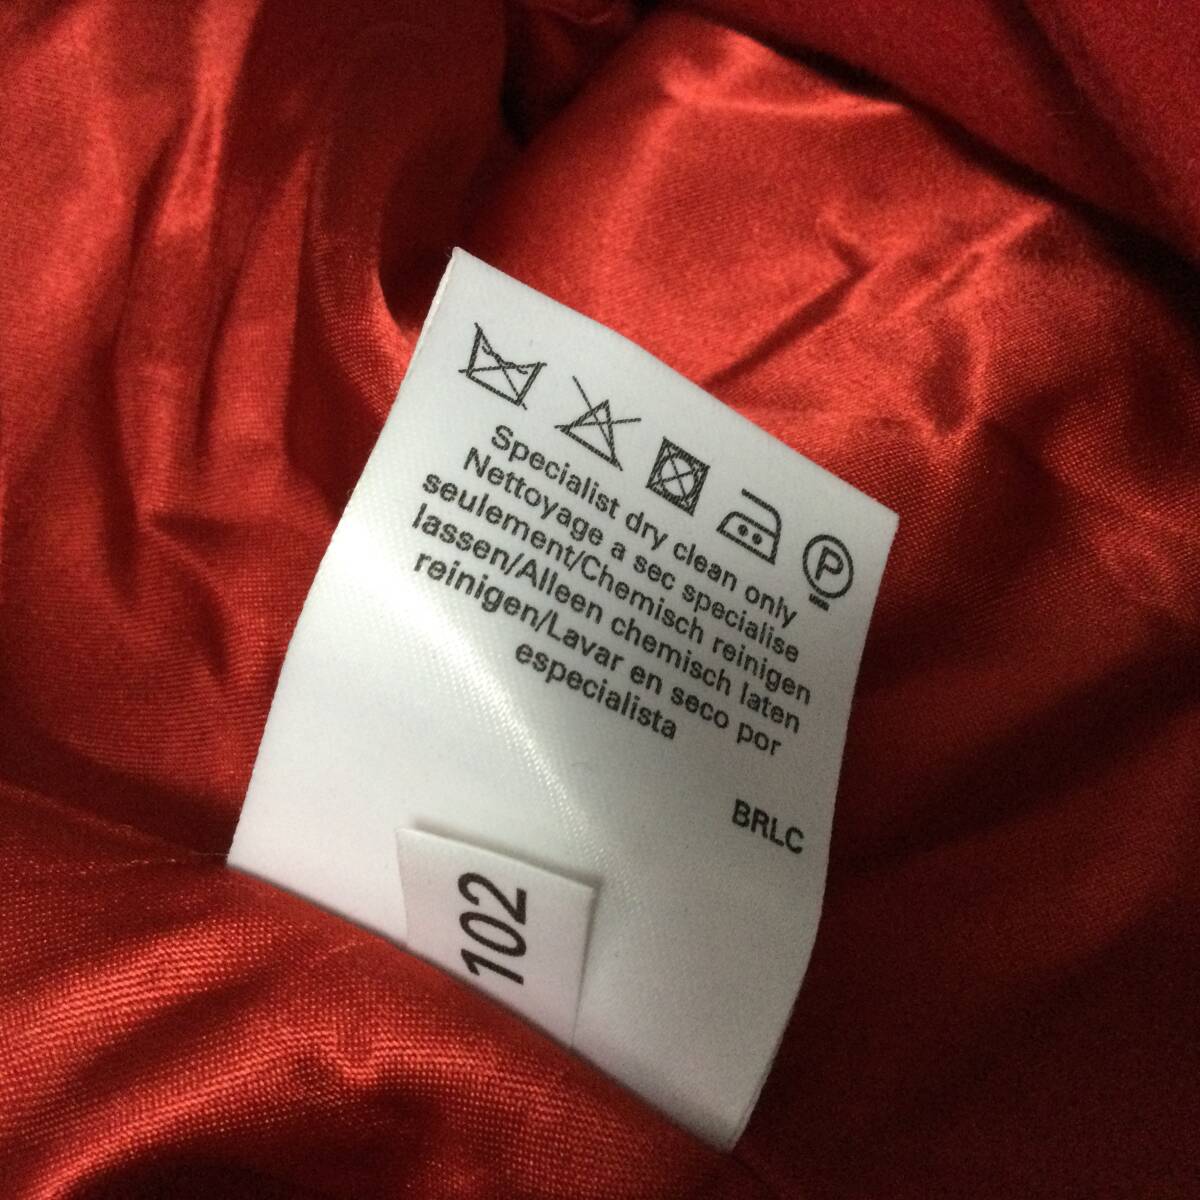 Specialist dry clean only
Nettoyage a sec specialise
seulement/Chemisch reinigen
lassen/Alleen chemisch laten
reinigen/Lavar en seco por
especialista
P
BRLC
102